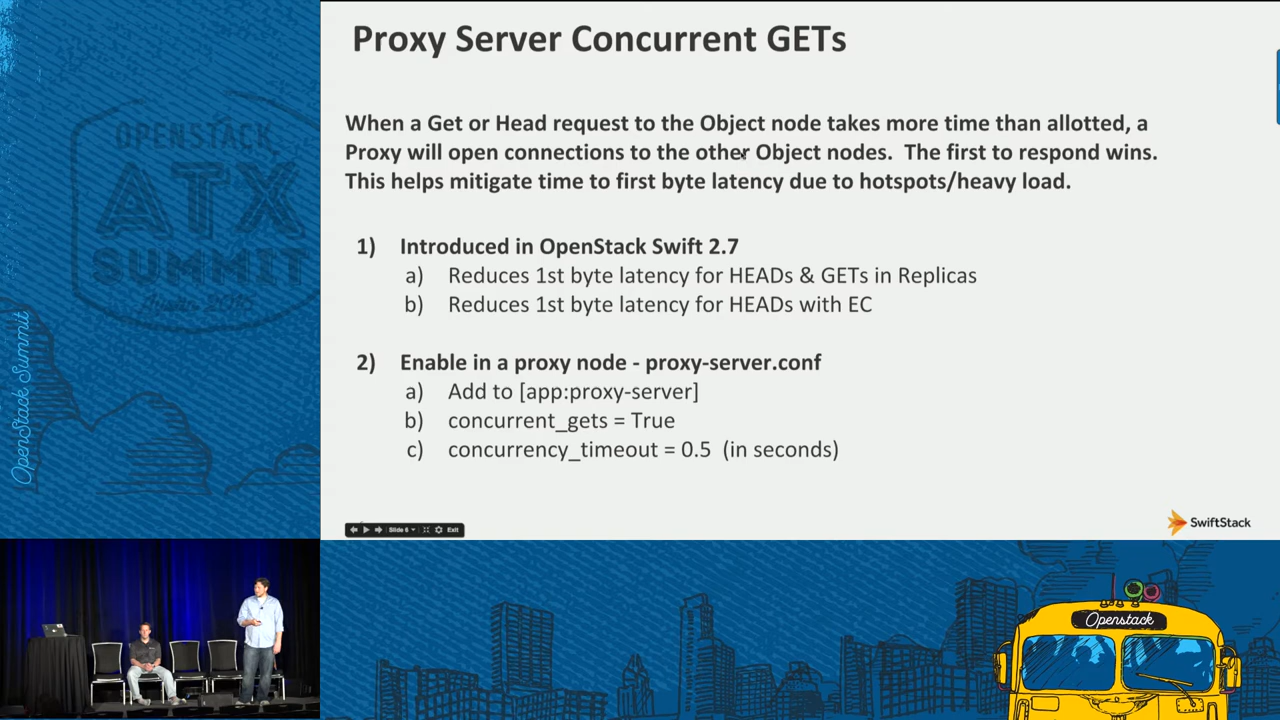 Proxy Server Concurrent GETs
When a Get or Head request to the Object node takes more time than allotted, a
Proxy will open connections to the other Object nodes. The first to respond wins.
This helps mitigate time to first byte latency due to hotspots/heavy load.
1) Introduced in OpenStack Swift 2.7
a) Reduces 1st byte latency for HEADs & GETs in Replicas
b) Reduces 1st byte latency for HEADs with EC
2) Enable in a proxy node - proxy-server.conf
a) Add to [app:proxy-server]
b) concurrent_gets = True
c) concurrency_timeout = 0.5 (in seconds)
Slide 6
Exit
SwiftStack
OPENSTACK
ATX
SUMMIT
Austin 2016
OpenStack Summit
Openstack